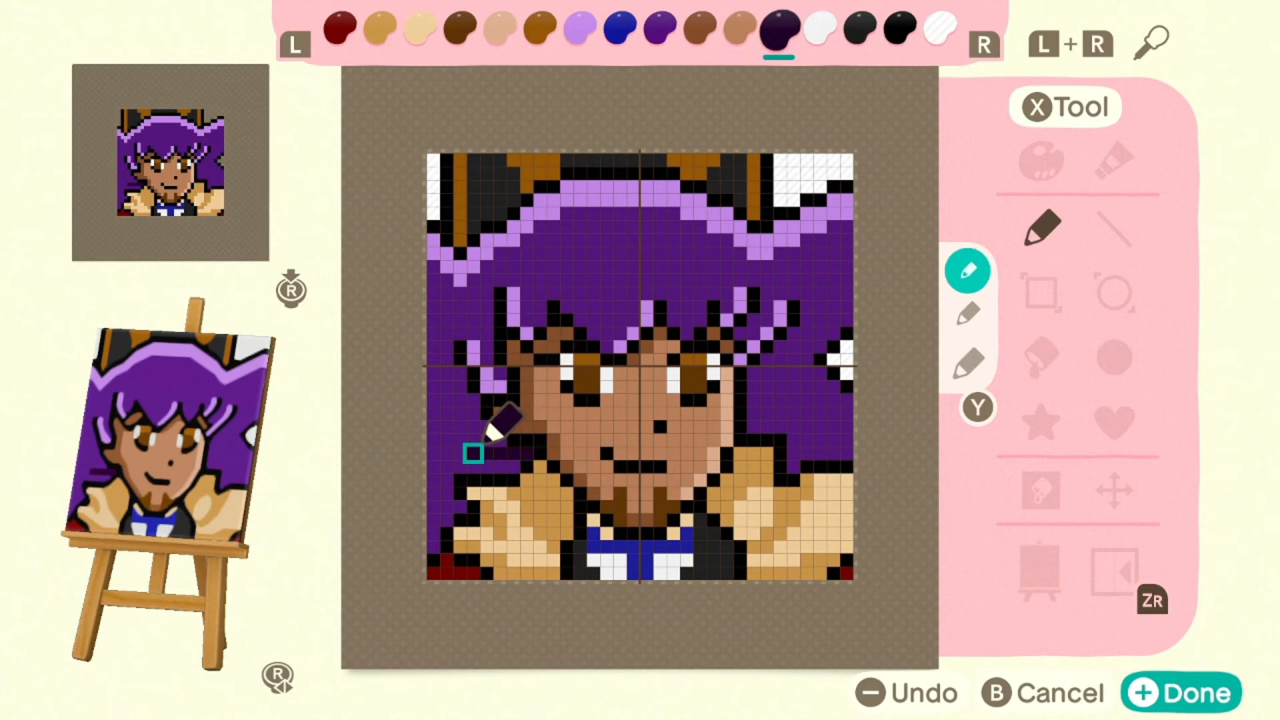 L
R
L + R
X Tool
R
Y
ZR
R
− Undo
B Cancel
+ Done